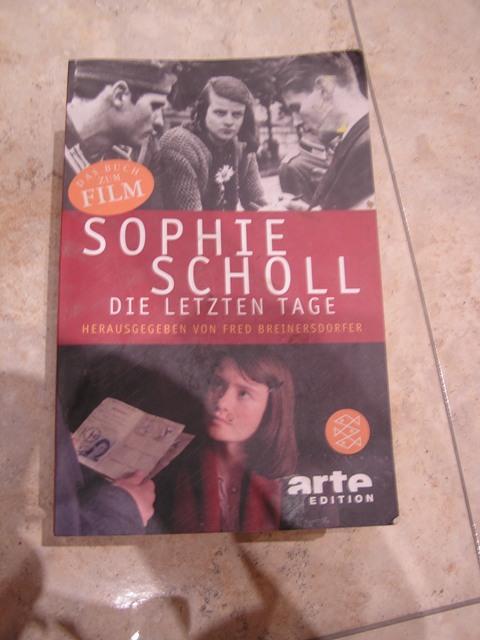 DAS BUCH
ZUM
FILM
SOPHIE
SCHOLL
DIE LETZTEN TAGE
HERAUSGEGEBEN VON FRED BREINERSDORFER
arte
EDITION